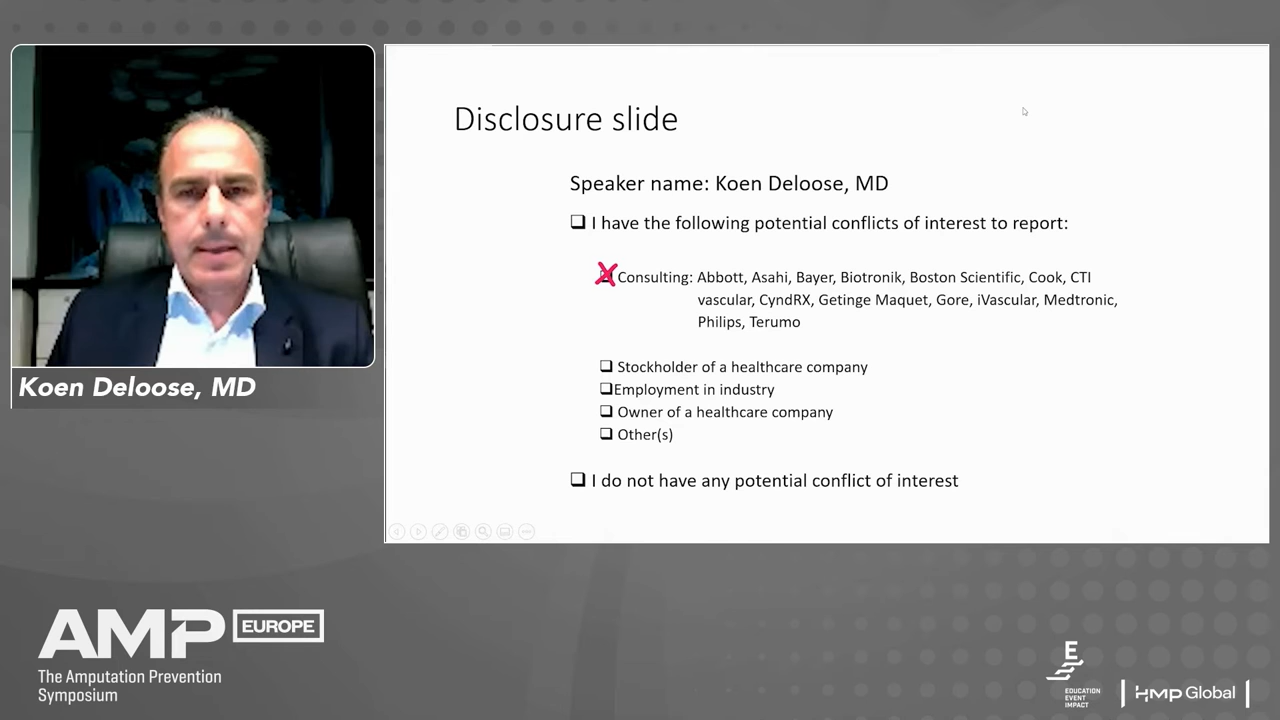 Koen Deloose, MD
Disclosure slide
Speaker name: Koen Deloose, MD
I have the following potential conflicts of interest to report:
Consulting: Abbott, Asahi, Bayer, Biotronik, Boston Scientific, Cook, CTI
vascular, CyndRX, Getinge Maquet, Gore, iVascular, Medtronic,
Philips, Terumo
Stockholder of a healthcare company
Employment in industry
Owner of a healthcare company
Other(s)
I do not have any potential conflict of interest
AMP EUROPE
The Amputation Prevention
Symposium
E
EDUCATION
EVENT
IMPACT
HMP Global